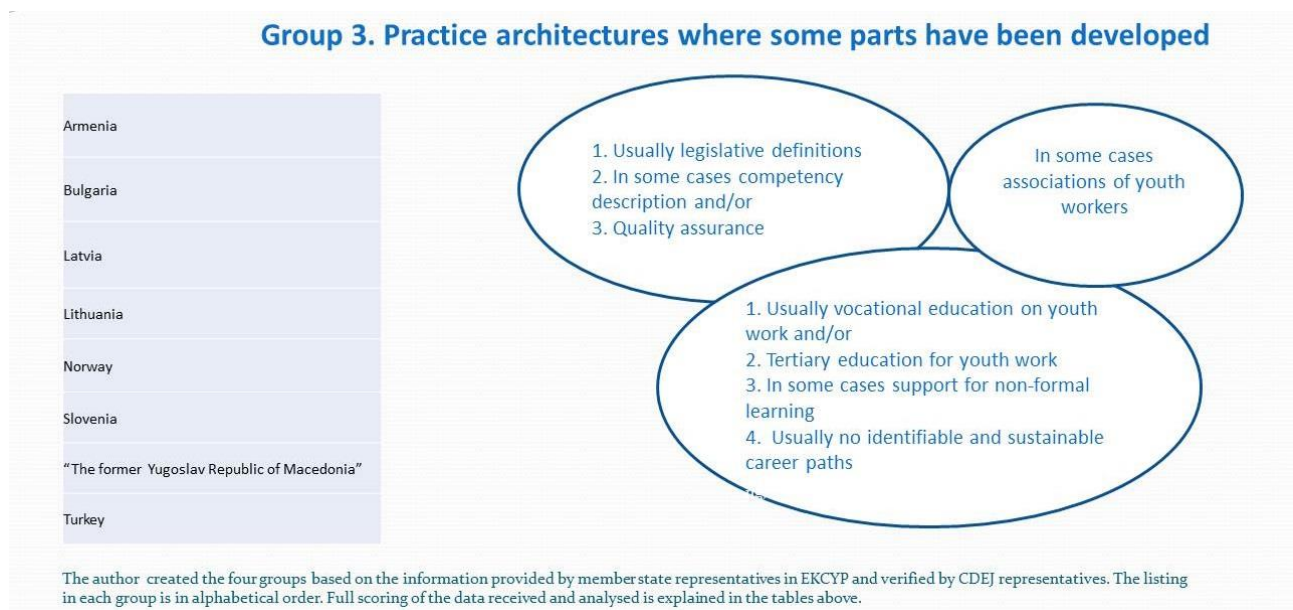 Group 3. Practice architectures where some parts have been developed
Armenia
Bulgaria
Latvia
Lithuania
Norway
Slovenia
“The former Yugoslav Republic of Macedonia”
Turkey
1. Usually legislative definitions
2. In some cases competency
description and/or
3. Quality assurance
In some cases
associations of youth
workers
1. Usually vocational education on youth
work and/or
2. Tertiary education for youth work
3. In some cases support for non-formal
learning
4. Usually no identifiable and sustainable
career paths
The author created the four groups based on the information provided by member state representatives in EKCYP and verified by CDEJ representatives. The listing
in each group is in alphabetical order. Full scoring of the data received and analysed is explained in the tables above.